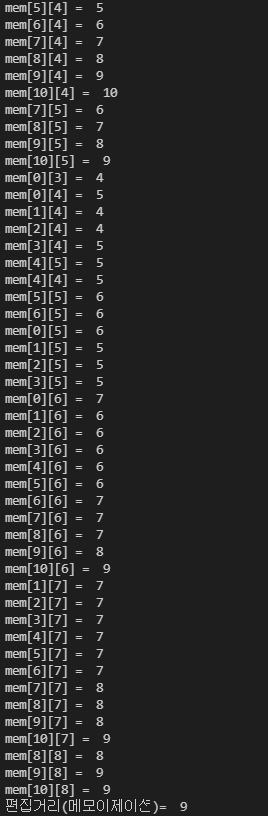 mem[5][4] =  5
mem[6][4] =  6
mem[7][4] =  7
mem[8][4] =  8
mem[9][4] =  9
mem[10][4] =  10
mem[7][5] =  6
mem[8][5] =  7
mem[9][5] =  8
mem[10][5] =  9
mem[0][3] =  4
mem[0][4] =  5
mem[1][4] =  4
mem[2][4] =  4
mem[3][4] =  5
mem[4][5] =  5
mem[4][4] =  5
mem[5][5] =  6
mem[6][5] =  6
mem[0][5] =  6
mem[1][5] =  5
mem[2][5] =  5
mem[3][5] =  5
mem[0][6] =  7
mem[1][6] =  6
mem[2][6] =  6
mem[3][6] =  6
mem[4][6] =  6
mem[5][6] =  6
mem[6][6] =  7
mem[7][6] =  7
mem[8][6] =  7
mem[9][6] =  8
mem[10][6] =  9
mem[1][7] =  7
mem[2][7] =  7
mem[3][7] =  7
mem[4][7] =  7
mem[5][7] =  7
mem[6][7] =  7
mem[7][7] =  8
mem[8][7] =  8
mem[9][7] =  8
mem[10][7] =  9
mem[8][8] =  8
mem[9][8] =  9
mem[10][8] =  9
편집거리(메모이제이션)=  9